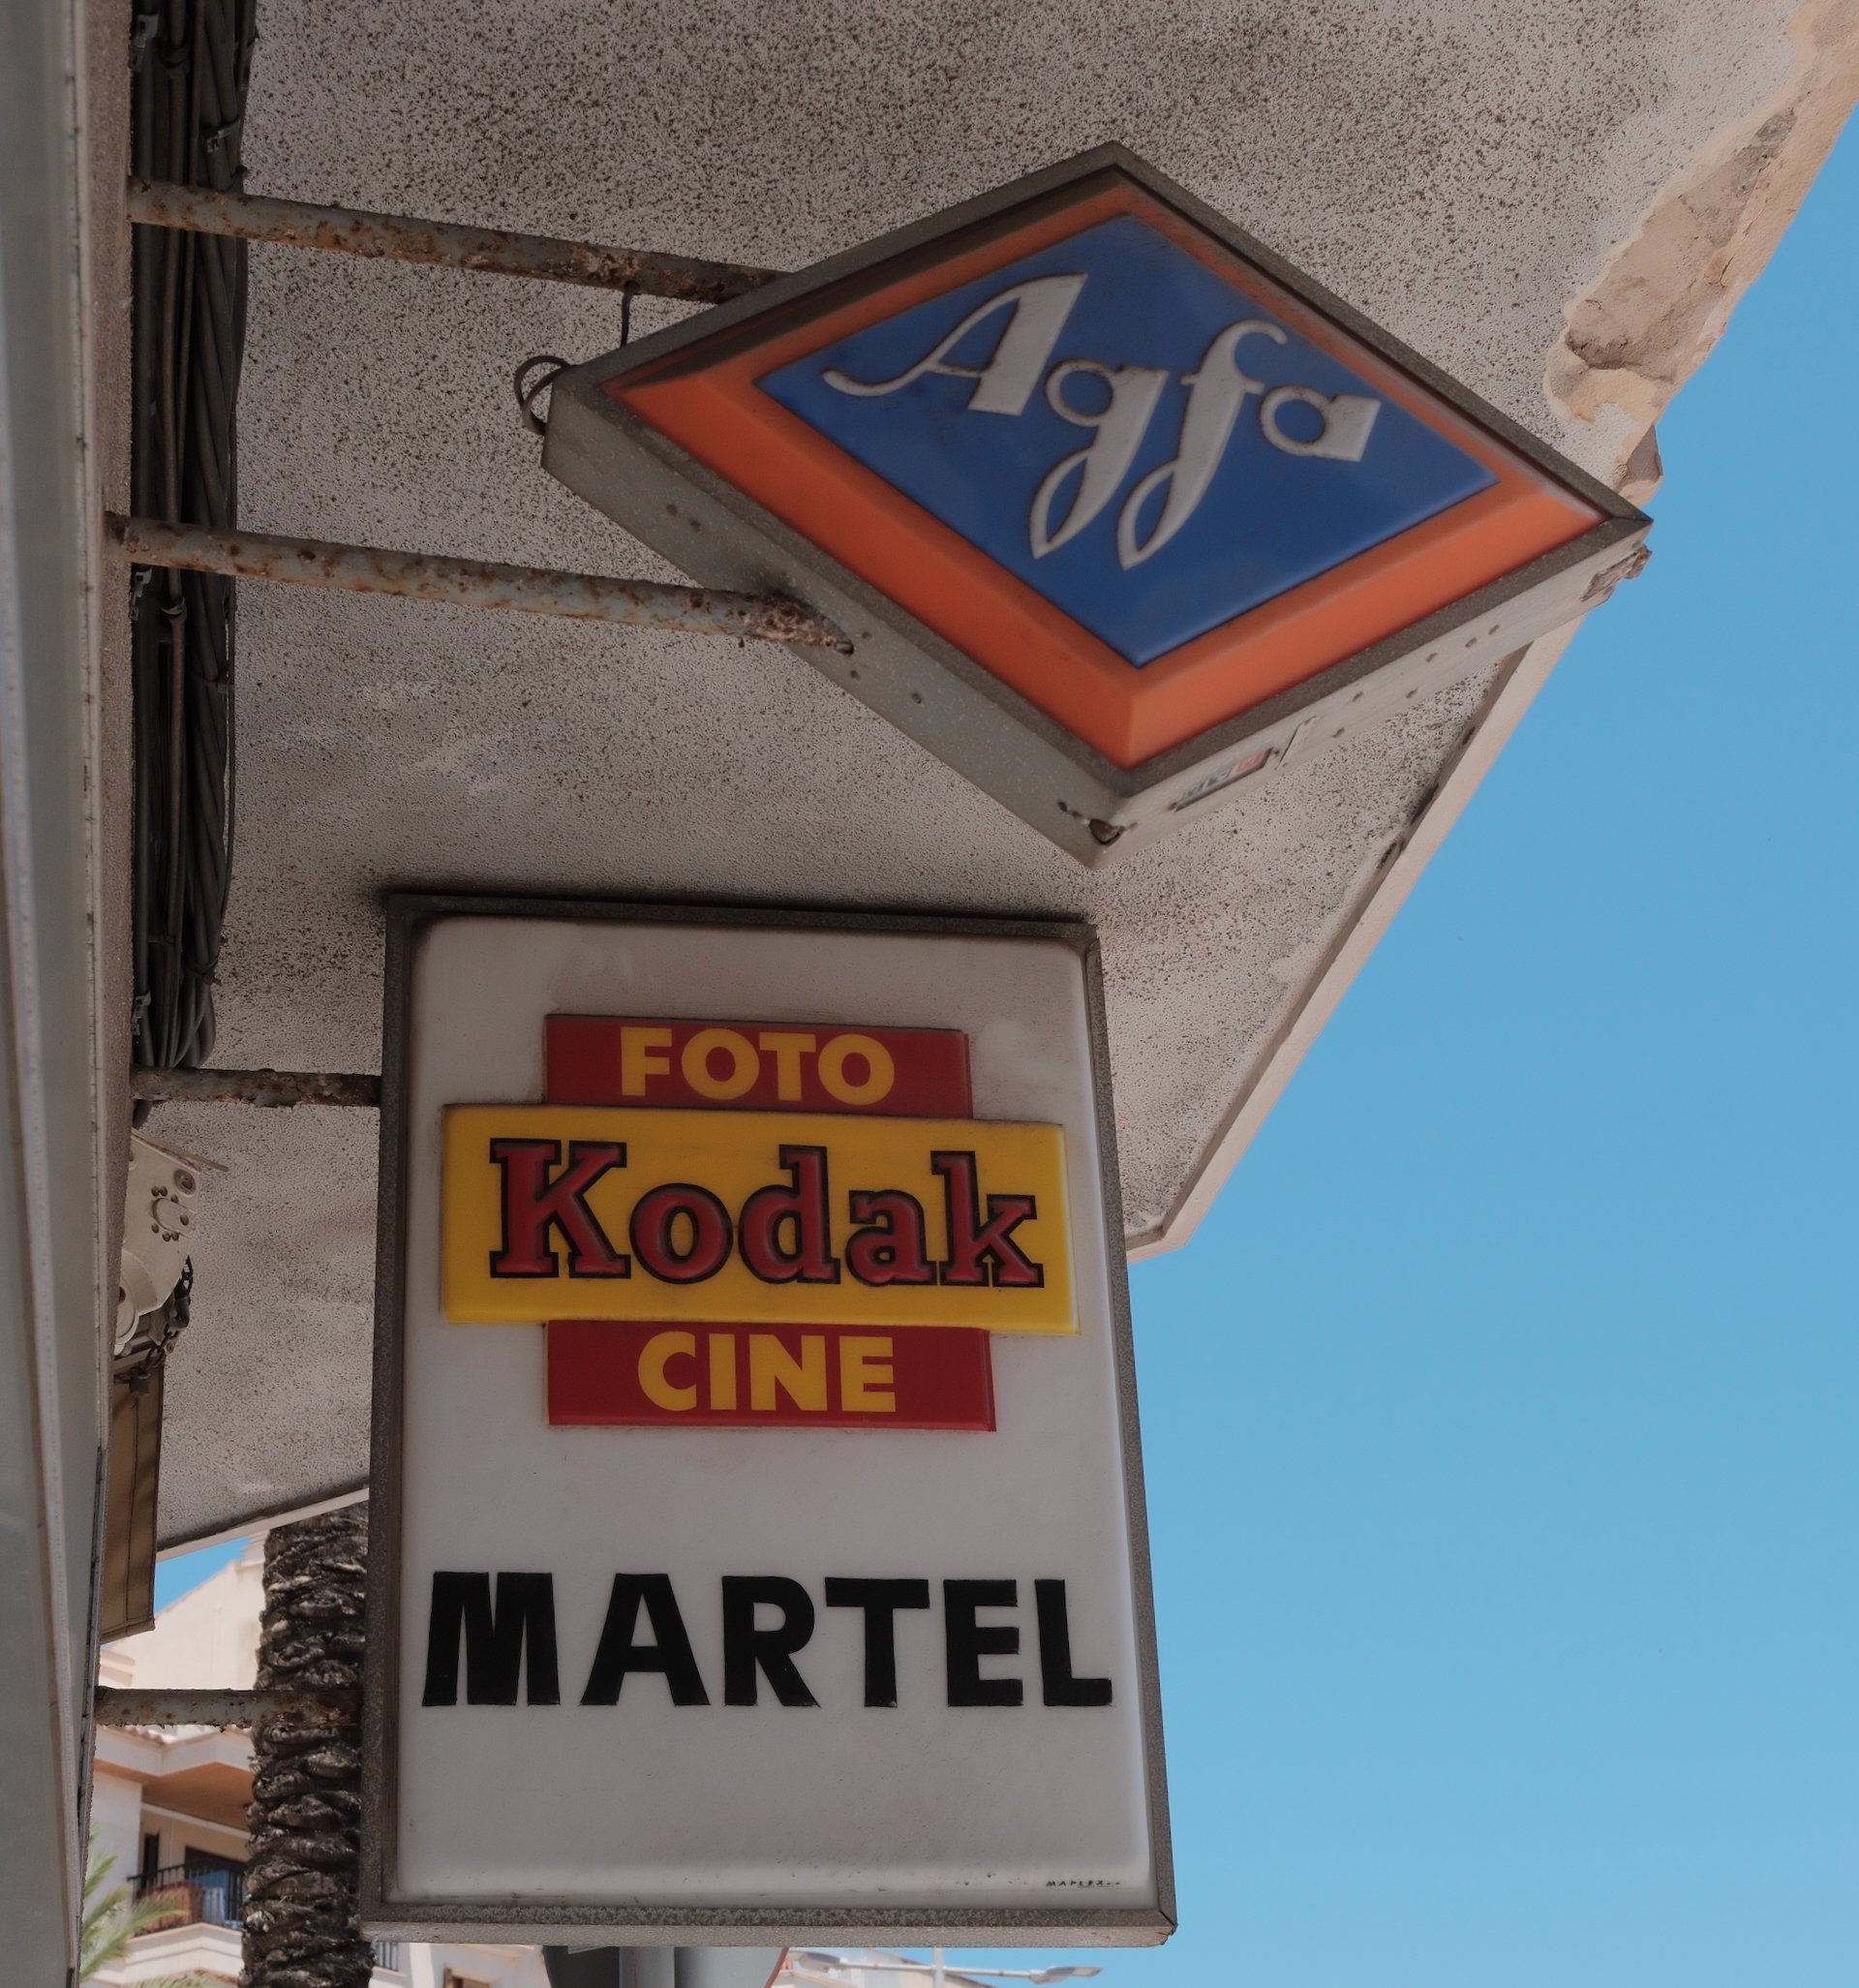 Agfa
FOTO
Kodak
CINE
MARTEL